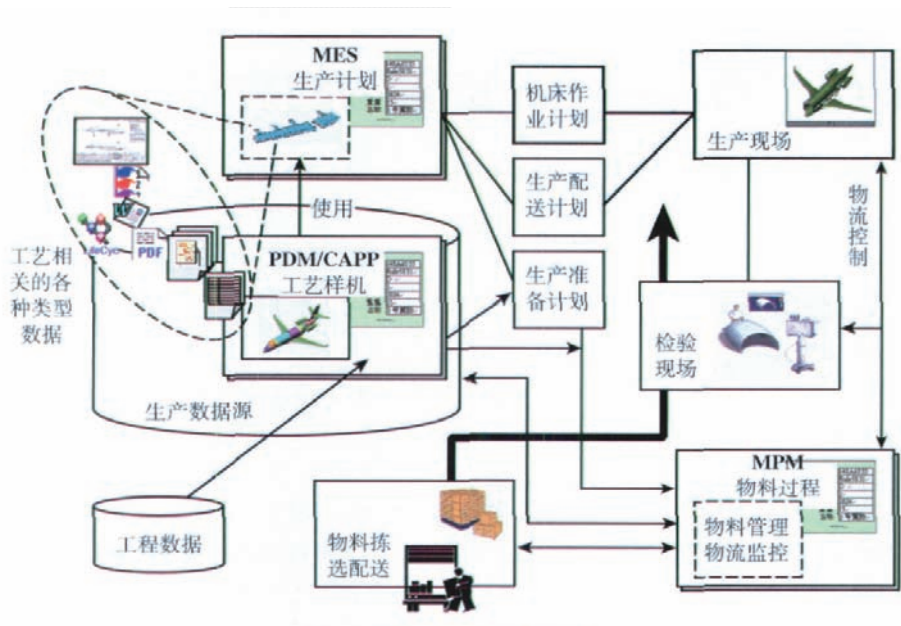 MES
生产计划
机床作
业计划
生产现场
生产配
送计划
物流控制
使用
PDF
PDM/CAPP
工艺样机
生产准
备计划
工艺相
关的各
种类型
数据
检验
现场
生产数据源
MPM
物料过程
工程数据
物料拣
选配送
物料管理
物流监控